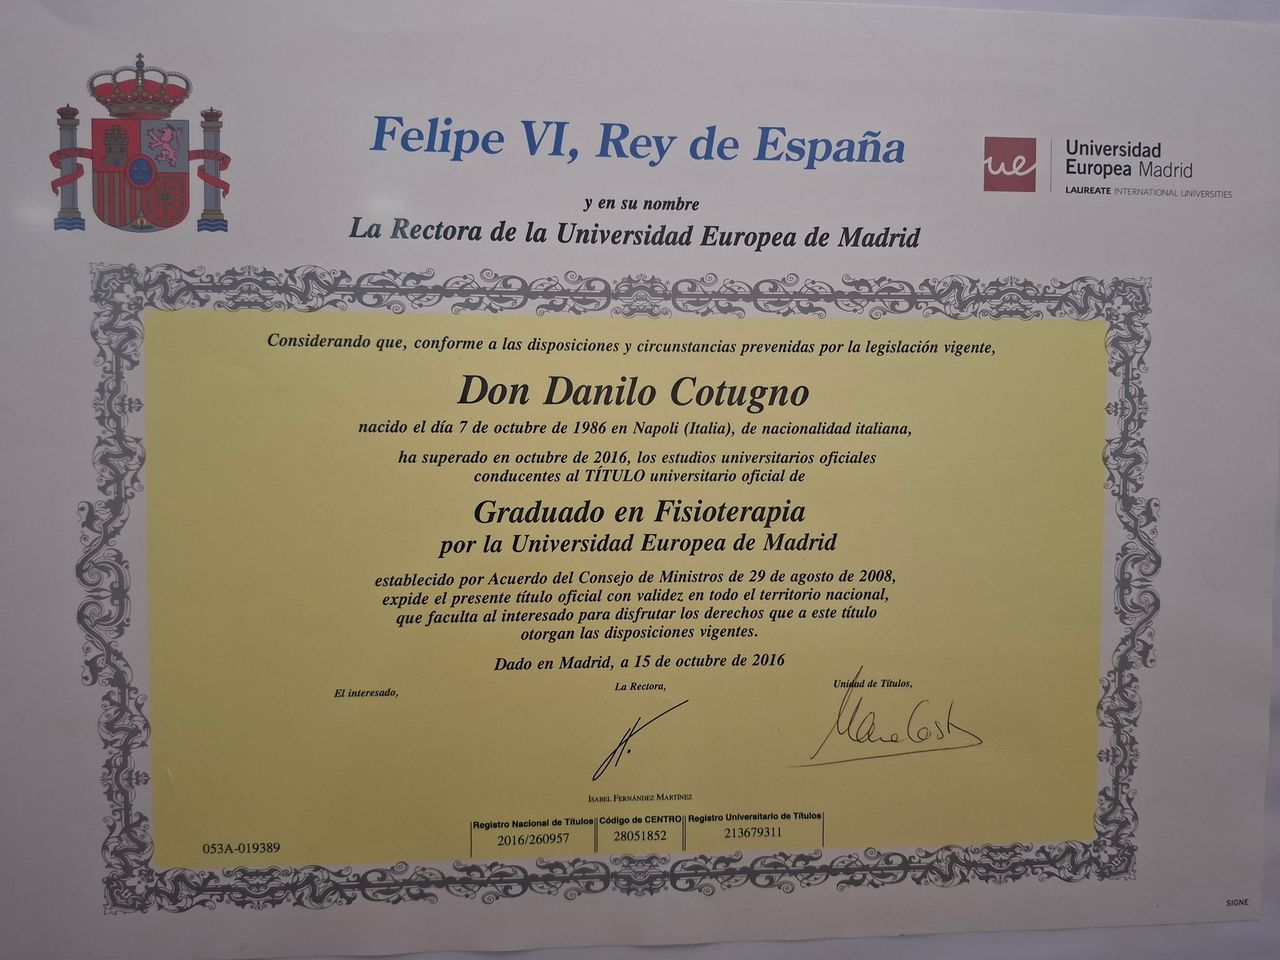 Felipe VI, Rey de España
ue
Universidad
Europea Madrid
LAUREATE INTERNATIONAL UNIVERSITIES
y en su nombre
La Rectora de la Universidad Europea de Madrid
Considerando que, conforme a las disposiciones y circunstancias prevenidas por la legislación vigente,
Don Danilo Cotugno
nacido el día 7 de octubre de 1986 en Napoli (Italia), de nacionalidad italiana,
ha superado en octubre de 2016, los estudios universitarios oficiales
conducentes al TÍTULO universitario oficial de
Graduado en Fisioterapia
por la Universidad Europea de Madrid
establecido por Acuerdo del Consejo de Ministros de 29 de agosto de 2008,
expide el presente título oficial con validez en todo el territorio nacional,
que faculta al interesado para disfrutar los derechos que a este título
otorgan las disposiciones vigentes.
Dado en Madrid, a 15 de octubre de 2016
El interesado,
La Rectora,
Unidad de Títulos,
ISABEL FERNÁNDEZ MARTÍNEZ
Registro Nacional de Títulos
2016/260957
Código de CENTRO
28051852
Registro Universitario de Títulos
213679311
053A-019389
SIGNE